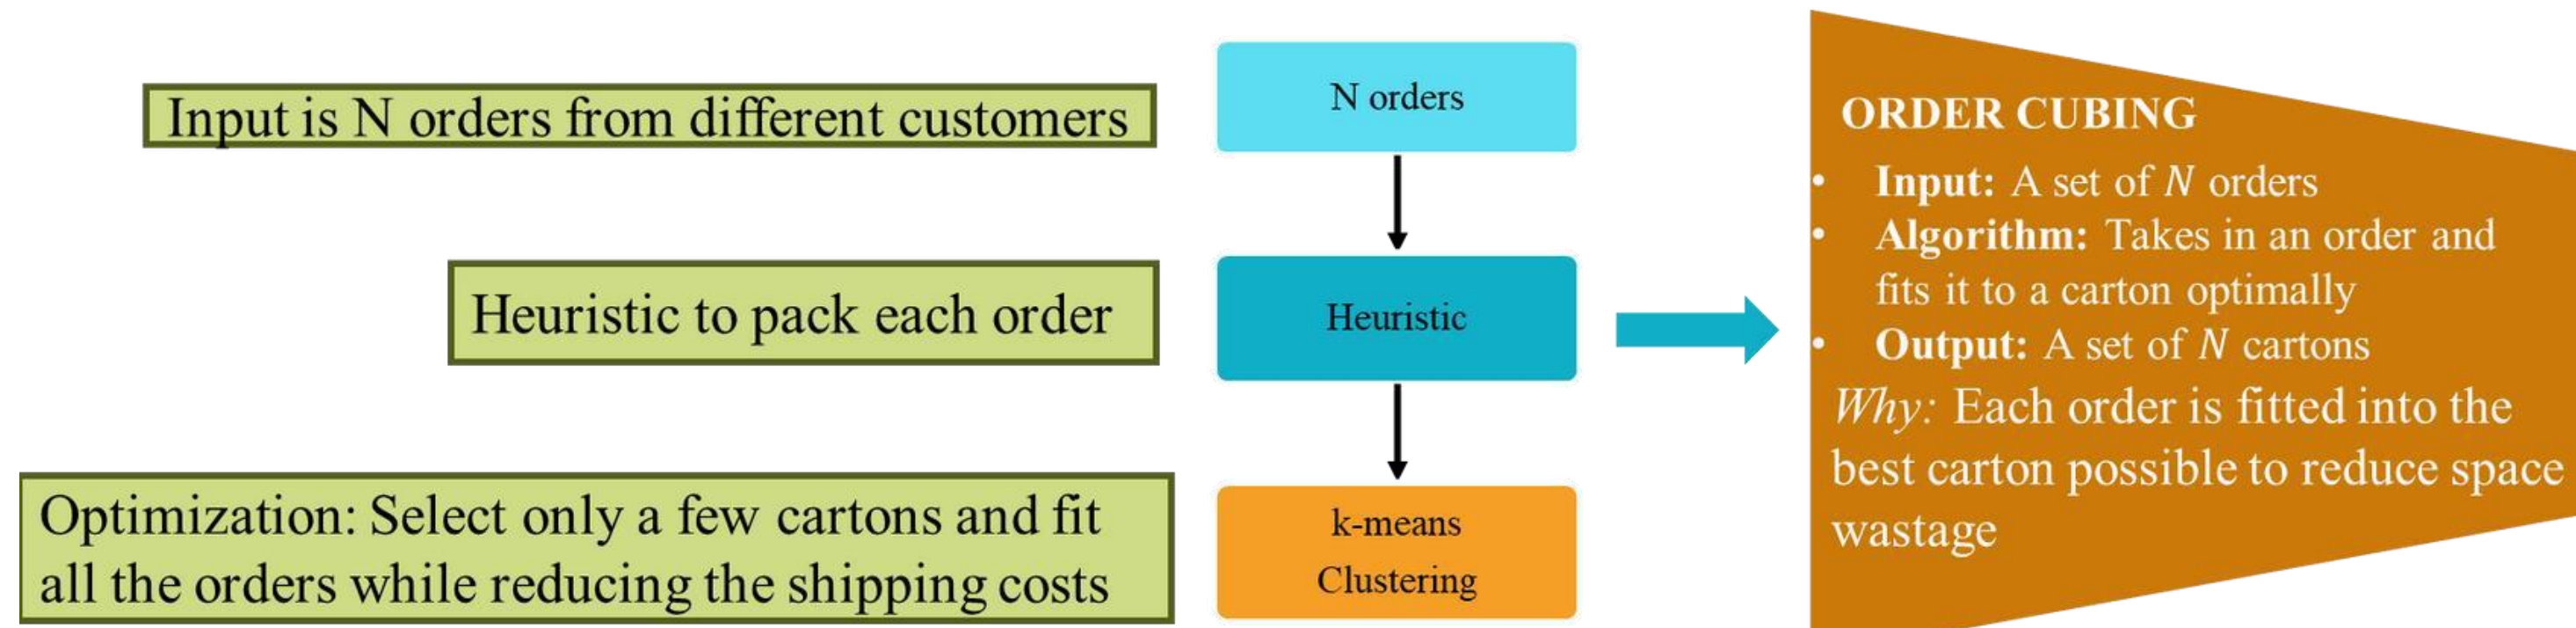 Input is N orders from different customers
N orders
Heuristic to pack each order
Heuristic
Optimization: Select only a few cartons and fit
all the orders while reducing the shipping costs
k-means
Clustering
ORDER CUBING
• Input: A set of N orders
• Algorithm: Takes in an order and
fits it to a carton optimally
• Output: A set of N cartons
Why: Each order is fitted into the
best carton possible to reduce space
wastage